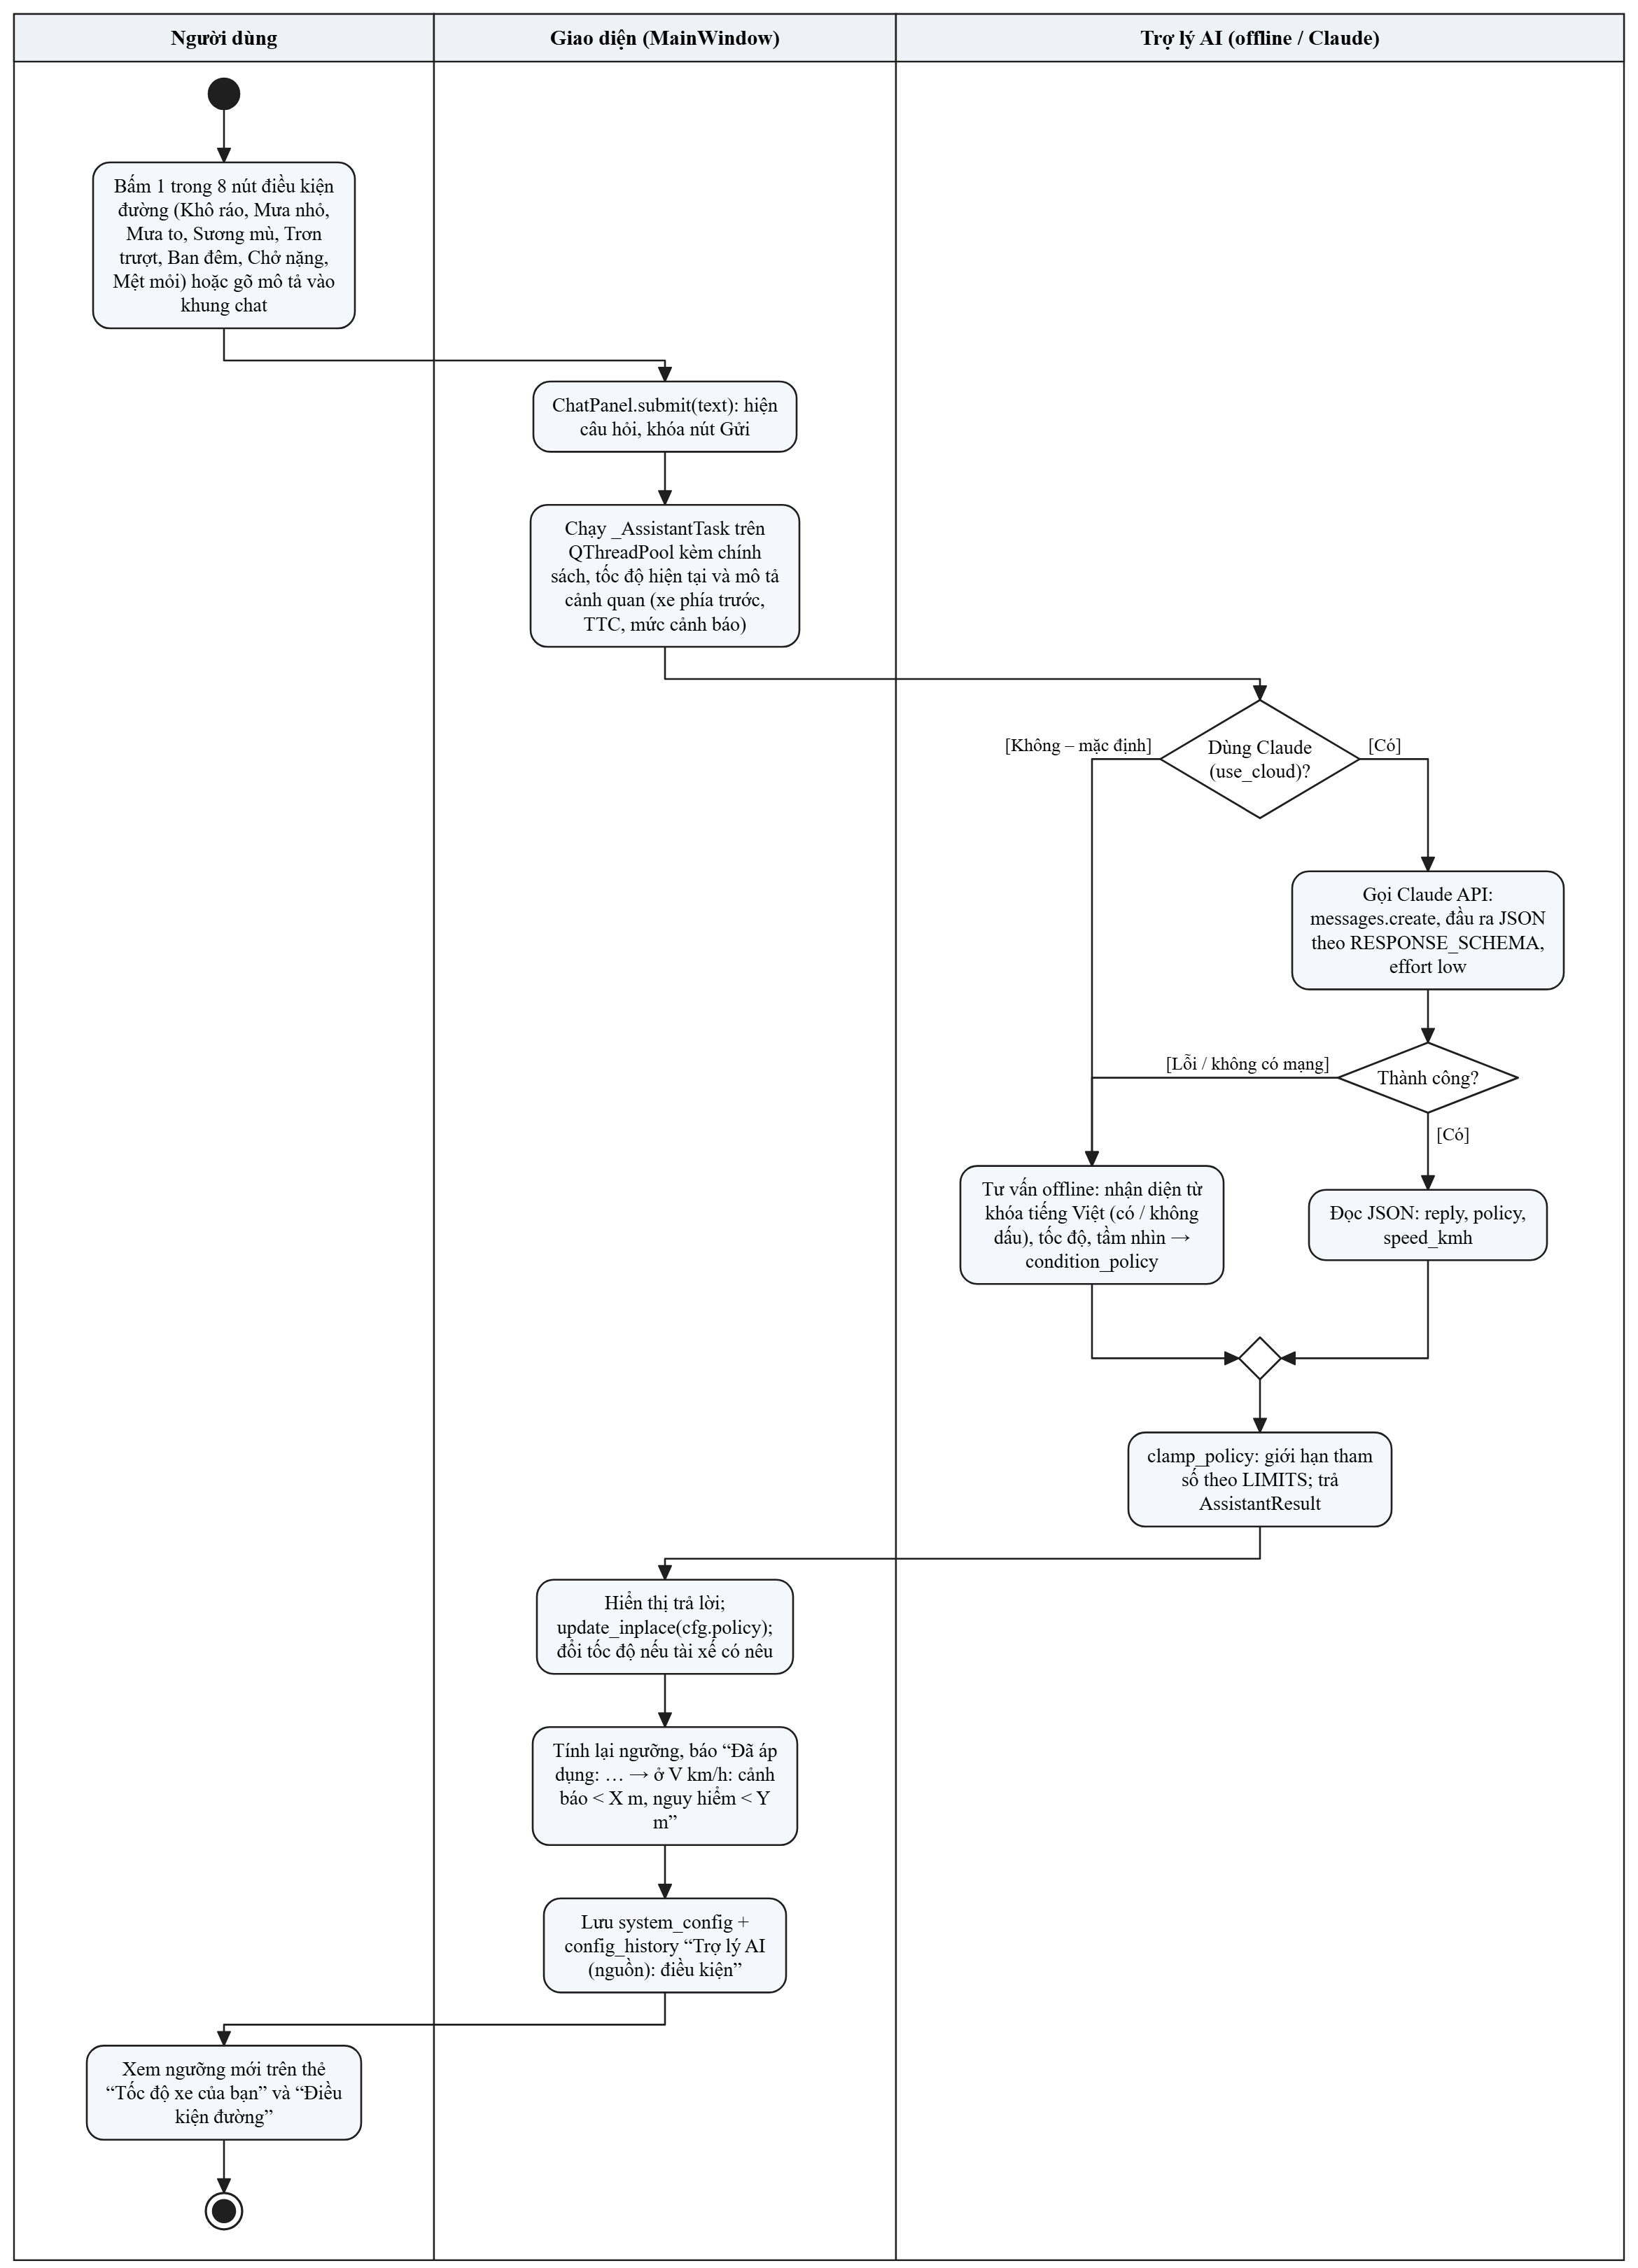 Người dùng
Giao diện (MainWindow)
Trợ lý AI (offline / Claude)
Bấm 1 trong 8 nút điều kiện
đường (Khô ráo, Mưa nhỏ,
Mưa to, Sương mù, Trơn
trượt, Ban đêm, Chở nặng,
Mệt mỏi) hoặc gõ mô tả vào
khung chat
ChatPanel.submit(text): hiện
câu hỏi, khóa nút Gửi
Chạy _AssistantTask trên
QThreadPool kèm chính
sách, tốc độ hiện tại và mô tả
cảnh quan (xe phía trước,
TTC, mức cảnh báo)
[Không – mặc định]
Dùng Claude
(use_cloud)?
[Có]
Gọi Claude API:
messages.create, đầu ra JSON
theo RESPONSE_SCHEMA,
effort low
[Lỗi / không có mạng]
Thành công?
[Có]
Tư vấn offline: nhận diện từ
khóa tiếng Việt (có / không
dấu), tốc độ, tầm nhìn →
condition_policy
Đọc JSON: reply, policy,
speed_kmh
clamp_policy: giới hạn tham
số theo LIMITS; trả
AssistantResult
Hiển thị trả lời;
update_inplace(cfg.policy);
đổi tốc độ nếu tài xế có nêu
Tính lại ngưỡng, báo “Đã áp
dụng: … → ở V km/h: cảnh
báo < X m, nguy hiểm < Y
m”
Lưu system_config +
config_history “Trợ lý AI
(nguồn): điều kiện”
Xem ngưỡng mới trên thẻ
“Tốc độ xe của bạn” và “Điều
kiện đường”